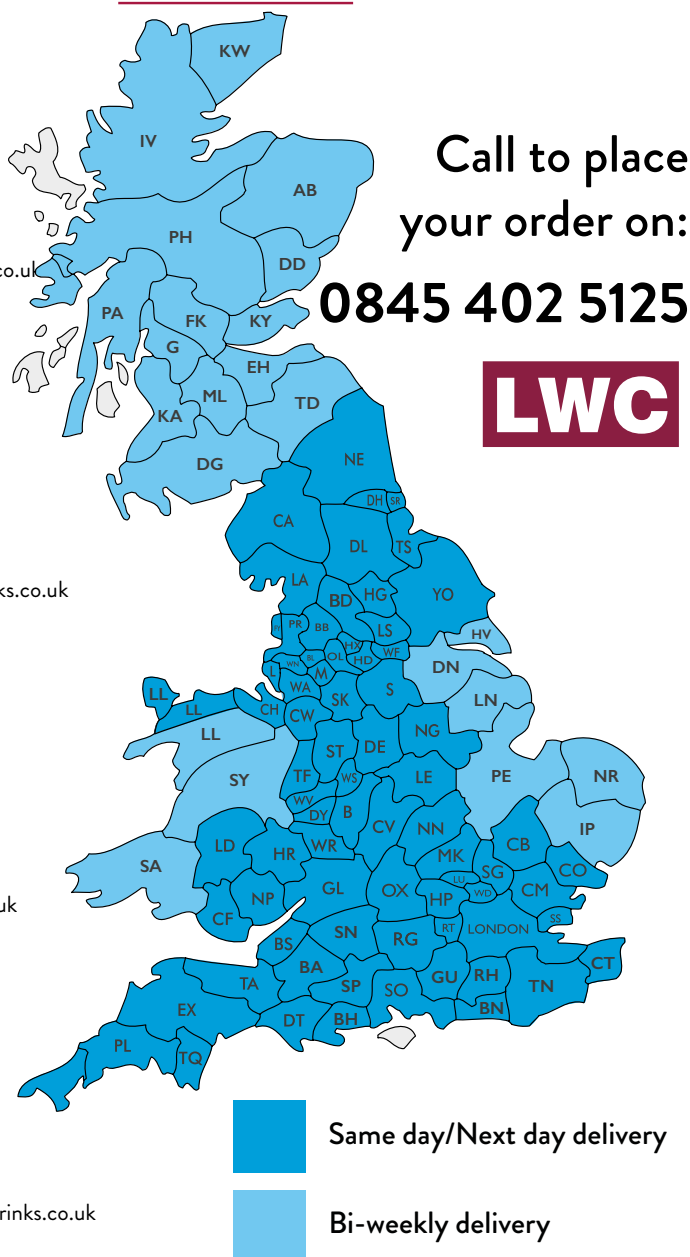 KW
IV
AB
PH
DD
PA
FK
KY
G
EH
ML
TD
KA
DG
Call to place
your order on:
0845 402 5125
LWC
co.uk
NE
DH
SR
CA
DL
TS
LA
BD
HG
YO
ks.co.uk
PR
BB
LS
HV
HX
WF
OL
HD
WN
BL
M
DN
L
WA
SK
S
LN
LL
LL
CH
CW
LL
NG
ST
DE
SY
TF
WS
LE
PE
NR
WV
DY
B
CV
NN
IP
LD
HR
WR
MK
CB
SA
SG
CO
LU
WD
CM
NP
GL
OX
HP
uk
CF
SS
SN
RG
RT
LONDON
BS
BA
CT
TA
SP
SO
GU
RH
TN
EX
BN
DT
BH
PL
TQ
Same day/Next day delivery
rinks.co.uk
Bi-weekly delivery